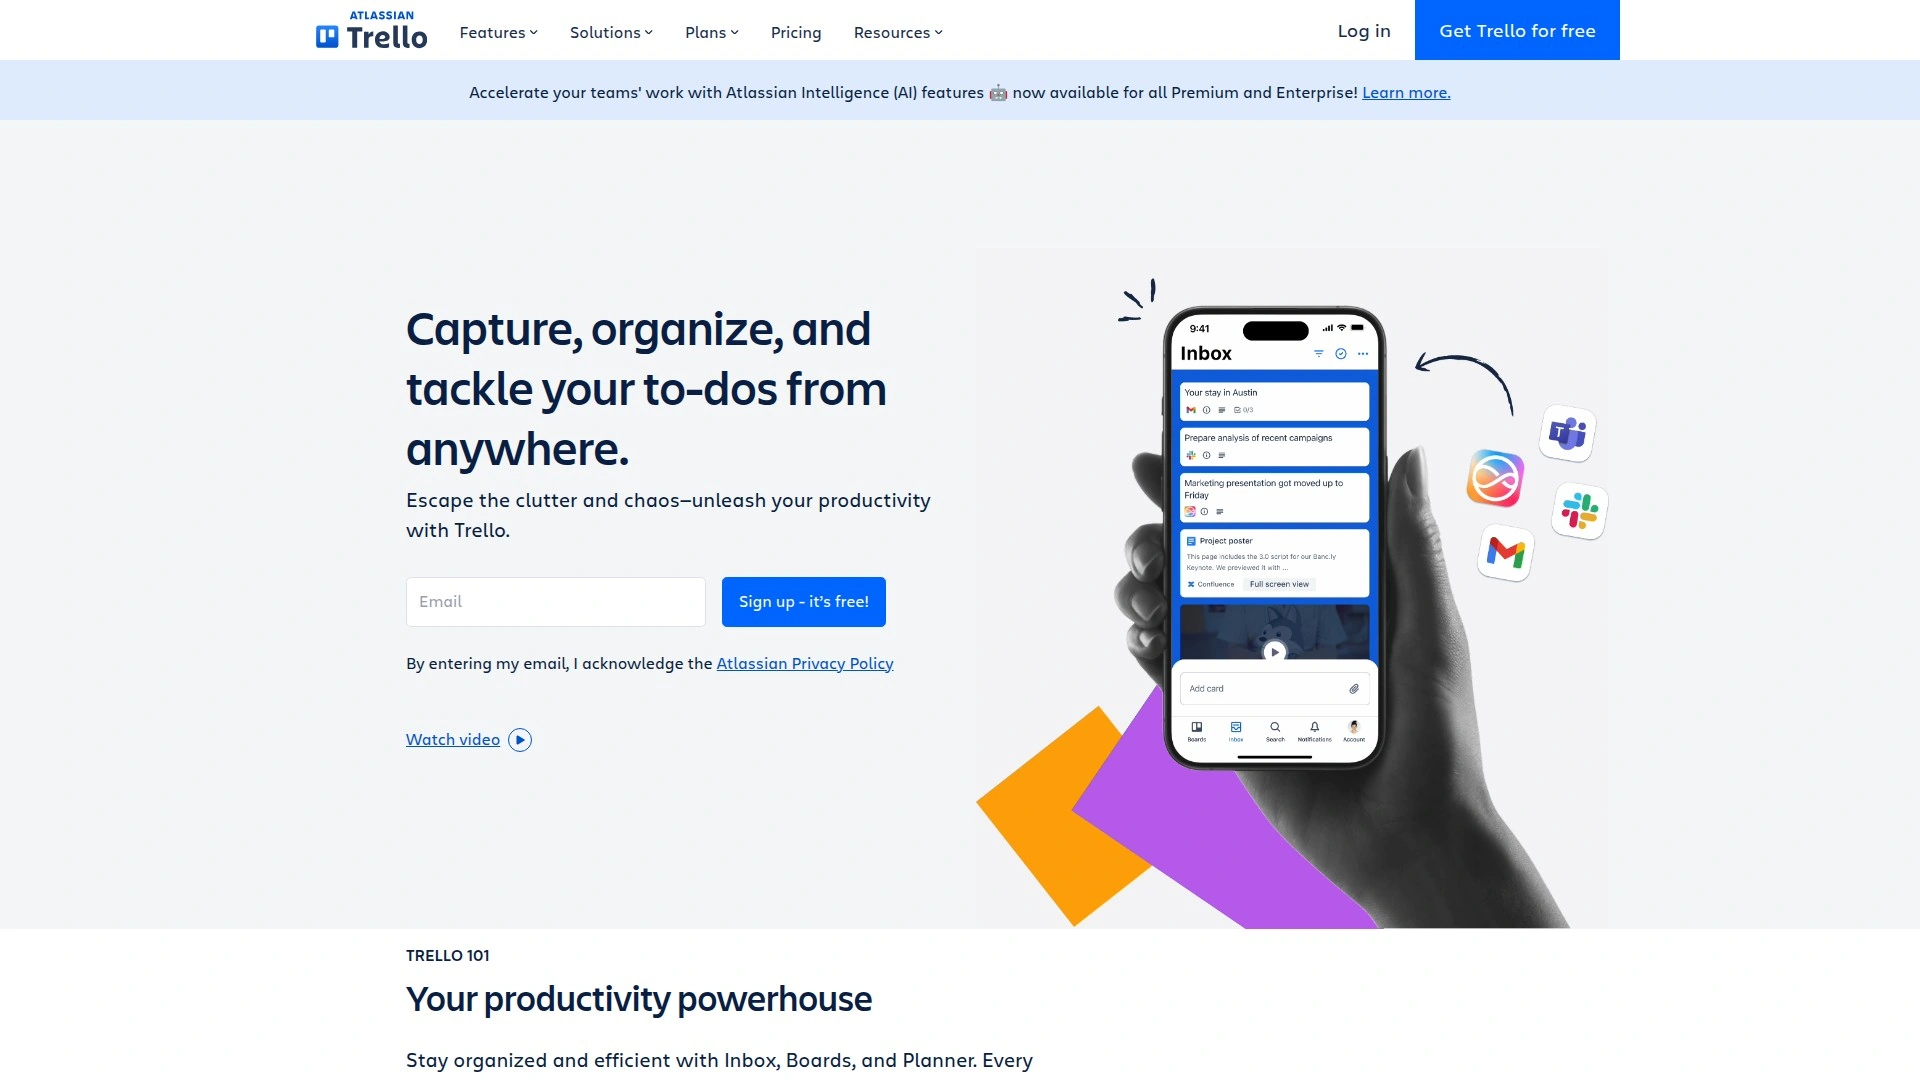 ATLASSIAN
Trello
Features
Solutions
Plans
Pricing
Resources
Log in
Get Trello for free
Accelerate your teams' work with Atlassian Intelligence (AI) features 🤖 now available for all Premium and Enterprise! Learn more.
Capture, organize, and
tackle your to-dos from
anywhere.
Escape the clutter and chaos—unleash your productivity
with Trello.
Email
Sign up - it’s free!
By entering my email, I acknowledge the Atlassian Privacy Policy
Watch video
9:41
Inbox
Your stay in Austin
0/3
Prepare analysis of recent campaigns
Marketing presentation got moved up to
Friday
Project poster
This page includes the 3.0 script for our Banc.ly
Keynote. We previewed it with ...
Confluence
Full screen view
Add card
Boards
Inbox
Search
Notifications
Account
T
TRELLO 101
Your productivity powerhouse
Stay organized and efficient with Inbox, Boards, and Planner. Every